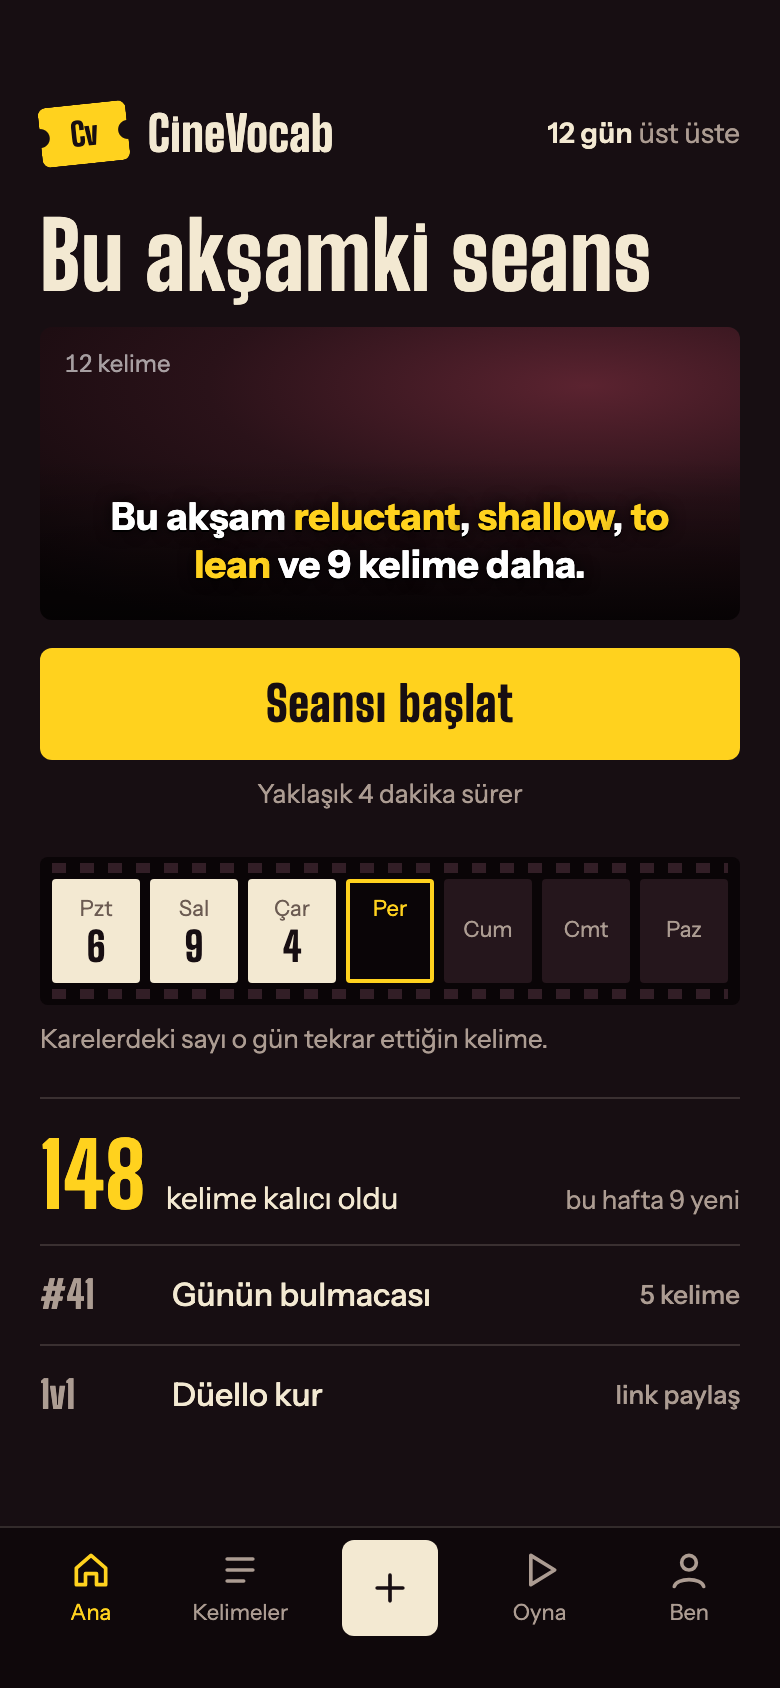 Cv CineVocab 12 gün üst üste
Bu akşamki seans
12 kelime
Bu akşam reluctant, shallow, to
lean ve 9 kelime daha.
Seansı başlat
Yaklaşık 4 dakika sürer
Pzt Sal Çar Per Cum Cmt Paz
6 9 4
Karelerdeki sayı o gün tekrar ettiğin kelime.
148 kelime kalıcı oldu bu hafta 9 yeni
#41 Günün bulmacası 5 kelime
1v1 Düello kur link paylaş
Ana Kelimeler Oyna Ben